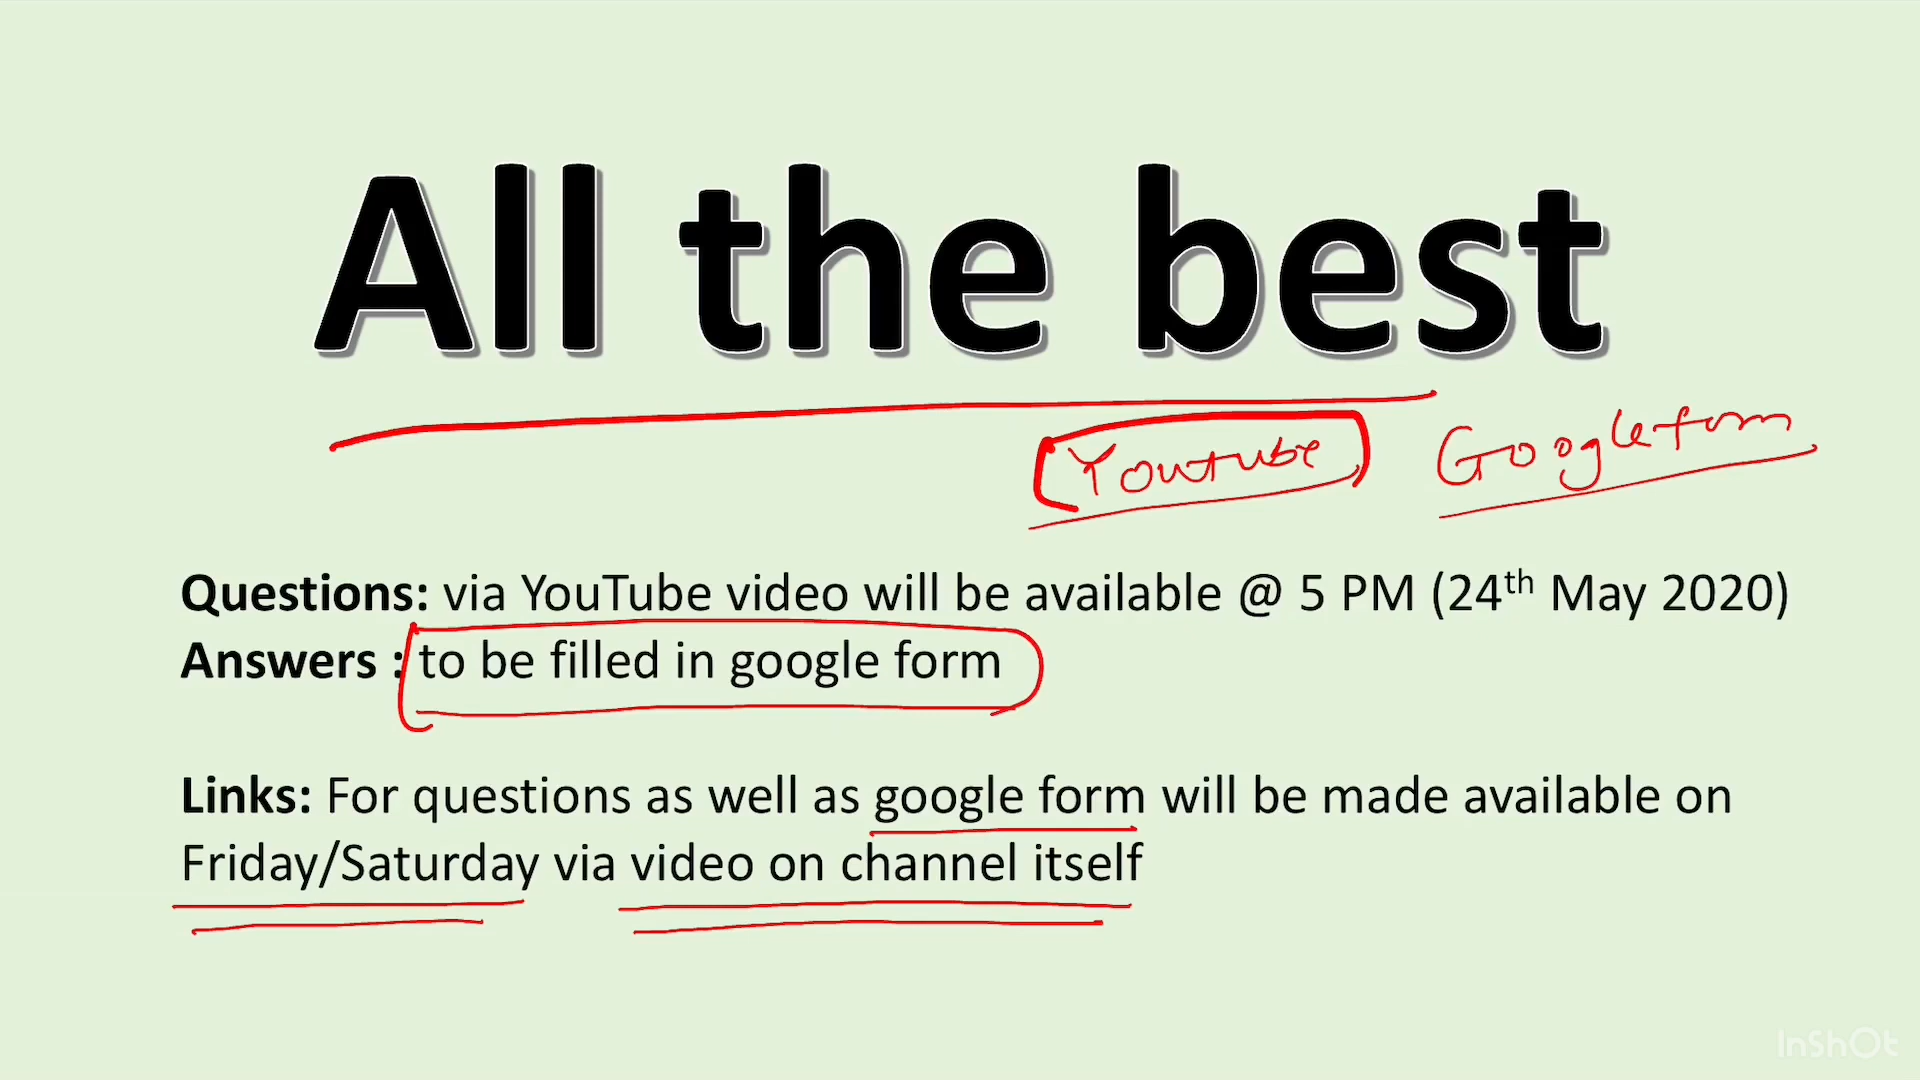 All the best
Youtube Google form
Questions: via YouTube video will be available @ 5 PM (24th May 2020)
Answers : to be filled in google form
Links: For questions as well as google form will be made available on
Friday/Saturday via video on channel itself
InShOt